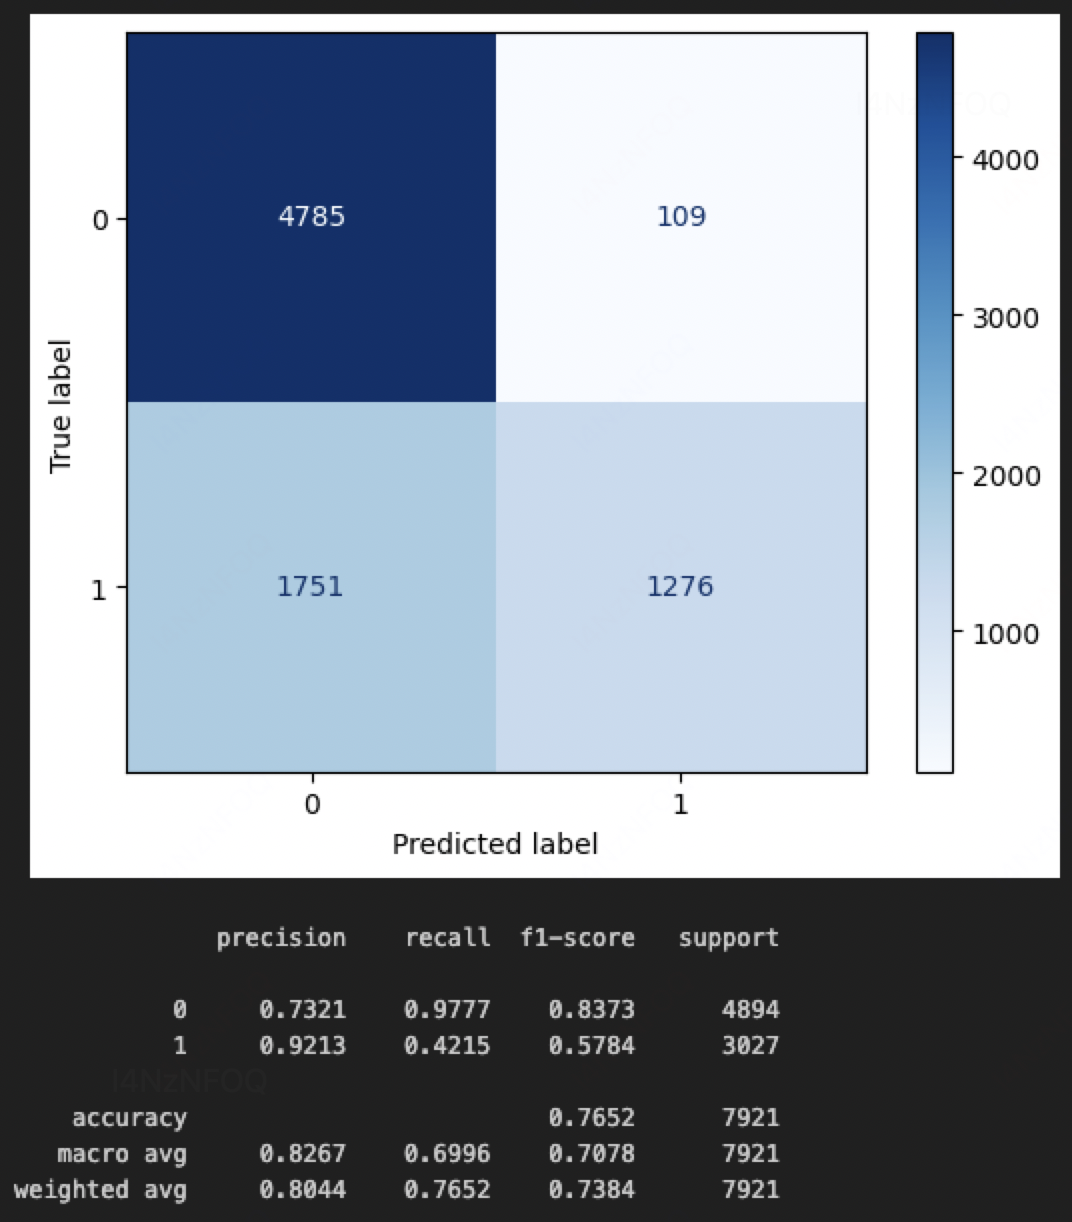 4785 109
1751 1276
0
1
True label
0 1
Predicted label
4000
3000
2000
1000
precision recall f1-score support
0 0.7321 0.9777 0.8373 4894
1 0.9213 0.4215 0.5784 3027
accuracy 0.7652 7921
macro avg 0.8267 0.6996 0.7078 7921
weighted avg 0.8044 0.7652 0.7384 7921